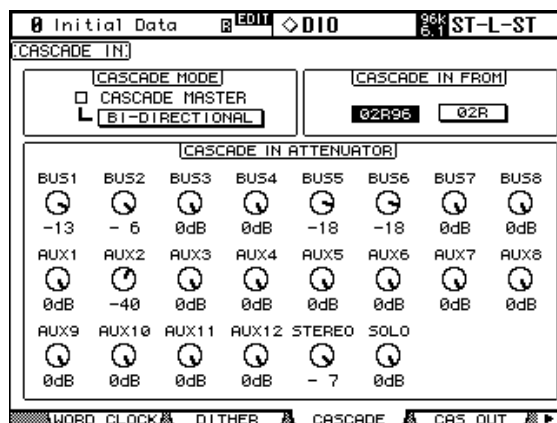 0 Initial Data R EDIT ◇DIO 96k 6.1 ST-L-ST
CASCADE IN
CASCADE MODE
CASCADE IN FROM
□ CASCADE MASTER
BI-DIRECTIONAL
02R96 02R
CASCADE IN ATTENUATOR
BUS1 BUS2 BUS3 BUS4 BUS5 BUS6 BUS7 BUS8
-13 - 6 0dB 0dB -18 -18 0dB 0dB
AUX1 AUX2 AUX3 AUX4 AUX5 AUX6 AUX7 AUX8
0dB -40 0dB 0dB 0dB 0dB 0dB 0dB
AUX9 AUX10 AUX11 AUX12 STEREO SOLO
0dB 0dB 0dB 0dB - 7 0dB
WORD CLOCK DITHER CASCADE CAS OUT